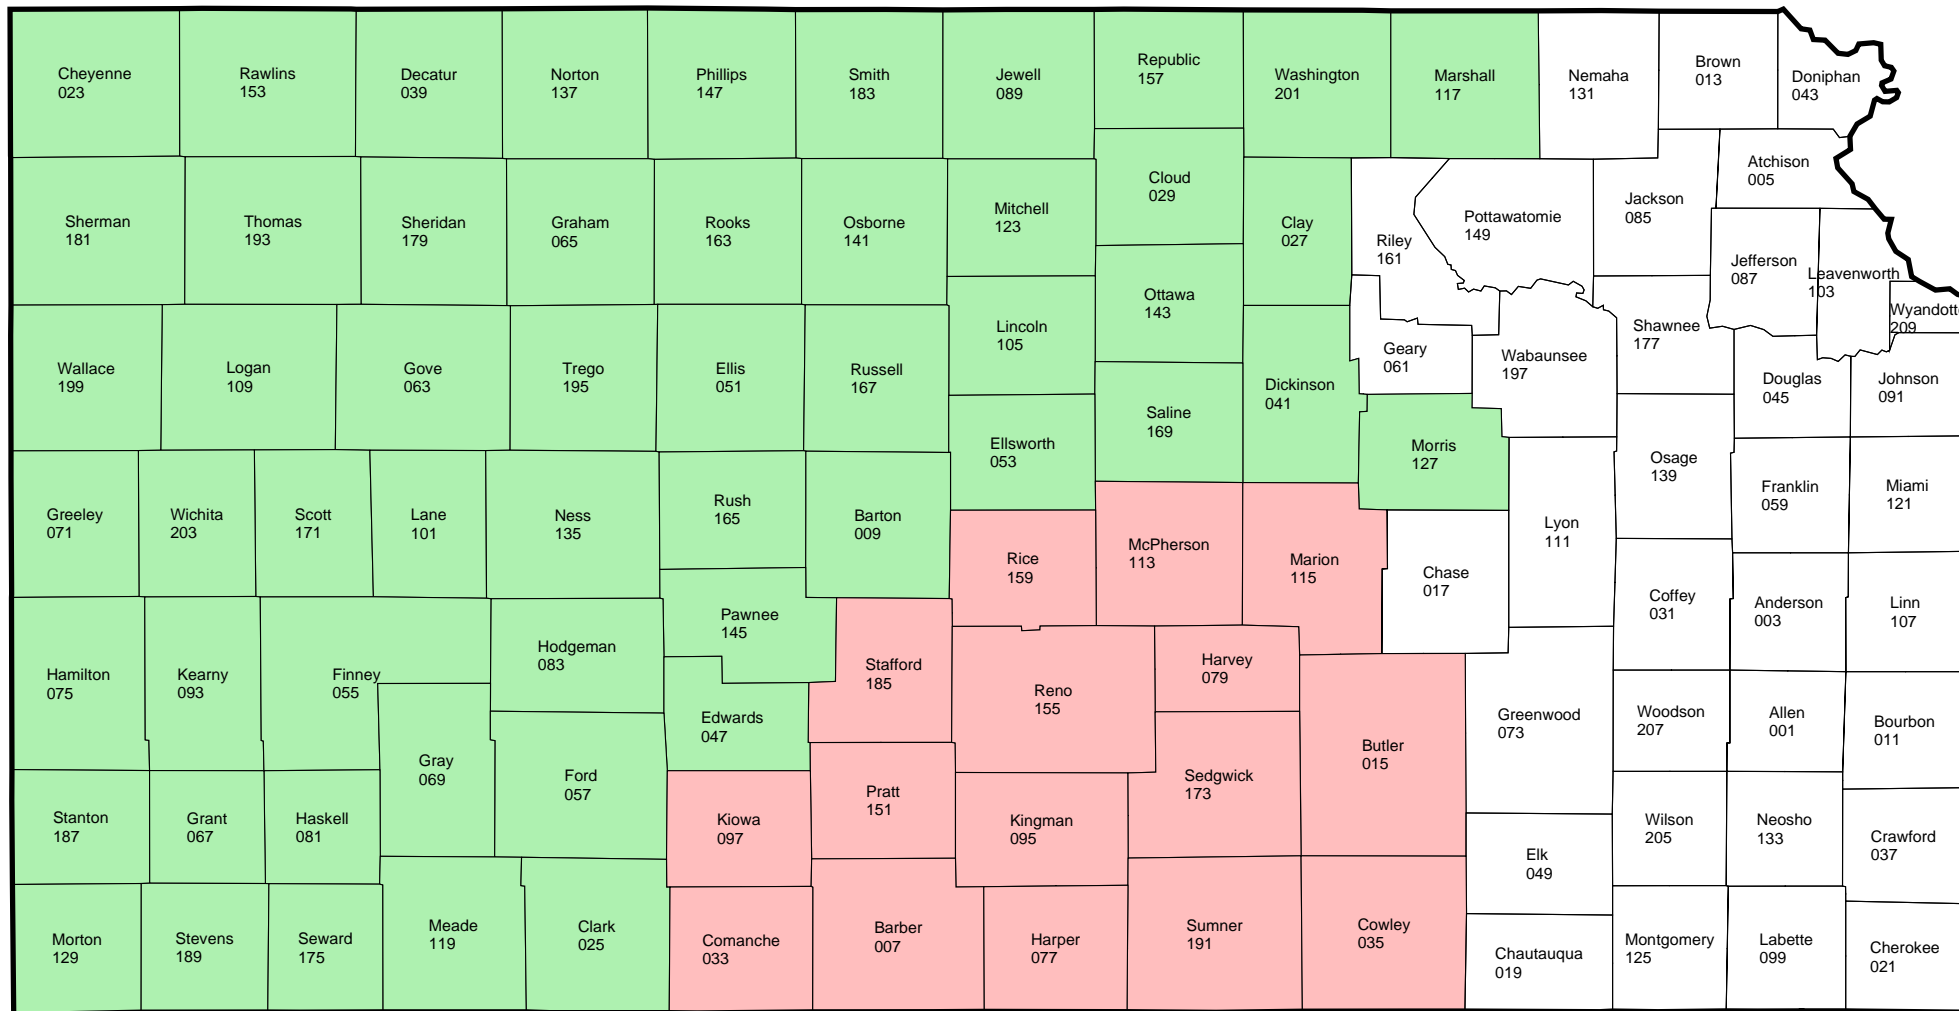 Cheyenne
023
Rawlins
153
Decatur
039
Norton
137
Phillips
147
Smith
183
Jewell
089
Republic
157
Washington
201
Marshall
117
Nemaha
131
Brown
013
Doniphan
043
Sherman
181
Thomas
193
Sheridan
179
Graham
065
Rooks
163
Osborne
141
Mitchell
123
Cloud
029
Clay
027
Riley
161
Pottawatomie
149
Jackson
085
Atchison
005
Jefferson
087
Leavenworth
103
Wyandott
209
Wallace
199
Logan
109
Gove
063
Trego
195
Ellis
051
Russell
167
Lincoln
105
Ottawa
143
Dickinson
041
Geary
061
Wabaunsee
197
Shawnee
177
Douglas
045
Johnson
091
Ellsworth
053
Saline
169
Morris
127
Osage
139
Franklin
059
Miami
121
Greeley
071
Wichita
203
Scott
171
Lane
101
Ness
135
Rush
165
Barton
009
Rice
159
McPherson
113
Marion
115
Chase
017
Lyon
111
Coffey
031
Anderson
003
Linn
107
Hamilton
075
Kearny
093
Finney
055
Hodgeman
083
Pawnee
145
Stafford
185
Reno
155
Harvey
079
Edwards
047
Gray
069
Ford
057
Butler
015
Greenwood
073
Woodson
207
Allen
001
Bourbon
011
Stanton
187
Grant
067
Haskell
081
Kiowa
097
Pratt
151
Kingman
095
Sedgwick
173
Elk
049
Wilson
205
Neosho
133
Crawford
037
Morton
129
Stevens
189
Seward
175
Meade
119
Clark
025
Comanche
033
Barber
007
Harper
077
Sumner
191
Cowley
035
Chautauqua
019
Montgomery
125
Labette
099
Cherokee
021